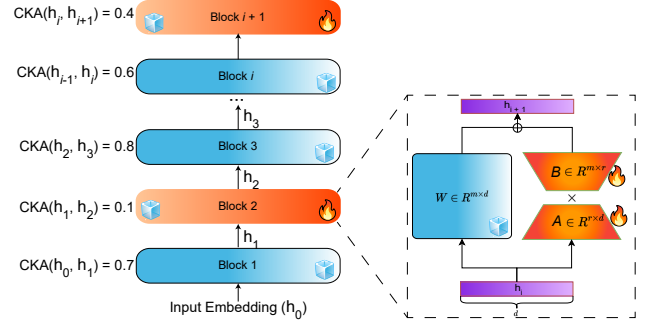 CKA(h_i, h_{i+1}) = 0.4
Block i + 1
CKA(h_{i-1}, h_i) = 0.6
Block i
...
h_3
CKA(h_2, h_3) = 0.8
Block 3
h_2
CKA(h_1, h_2) = 0.1
Block 2
h_1
CKA(h_0, h_1) = 0.7
Block 1
Input Embedding (h_0)
h_{i+1}
W ∈ R^{m×d}
B ∈ R^{m×r}
×
A ∈ R^{r×d}
h_i
d